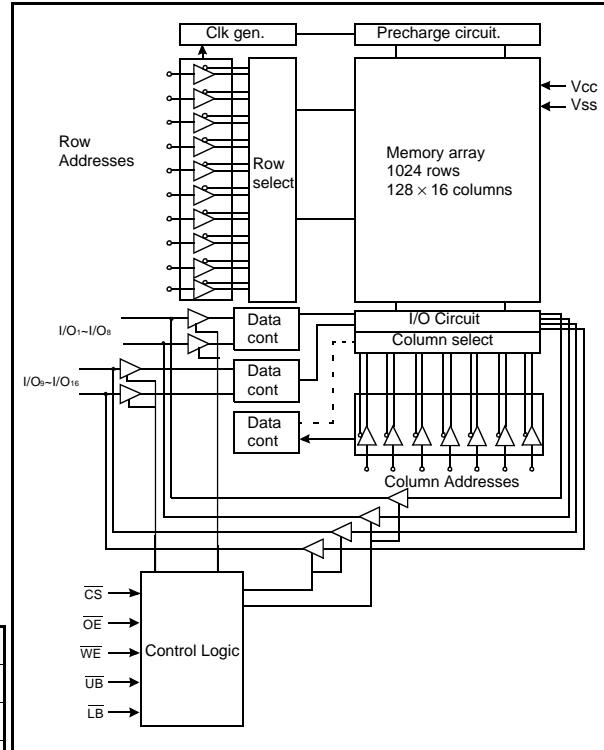 Clk gen.
Precharge circuit.
Vcc
Vss
Row
Addresses
Row
select
Memory array
1024 rows
128 × 16 columns
I/O1~I/O8
Data
cont
I/O Circuit
Column select
I/O9~I/O16
Data
cont
Data
cont
Column Addresses
CS
OE
WE
UB
LB
Control Logic